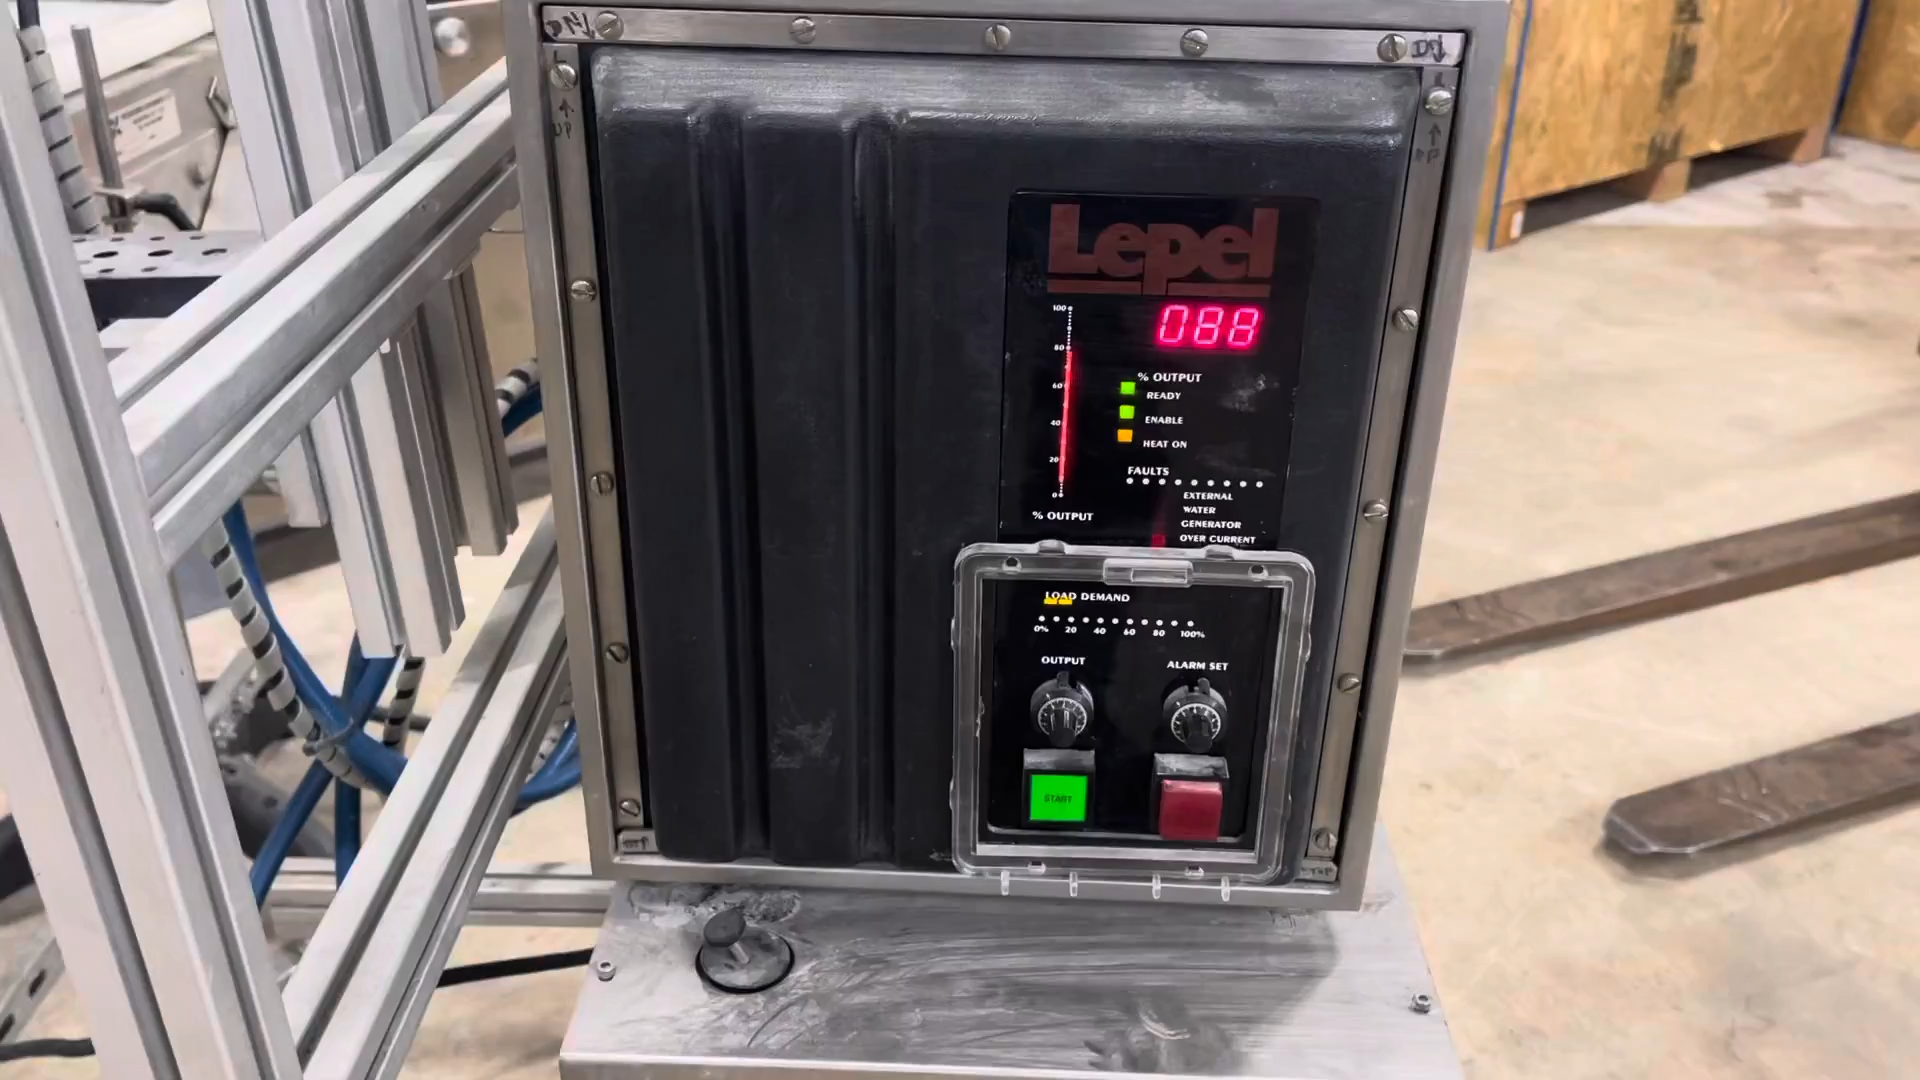 UP
UP
Lepel
100
088
80
% OUTPUT
60
READY
ENABLE
40
HEAT ON
20
FAULTS
0
EXTERNAL
WATER
% OUTPUT
GENERATOR
OVER CURRENT
LOAD DEMAND
0% 20 40 60 80 100%
OUTPUT
ALARM SET
START